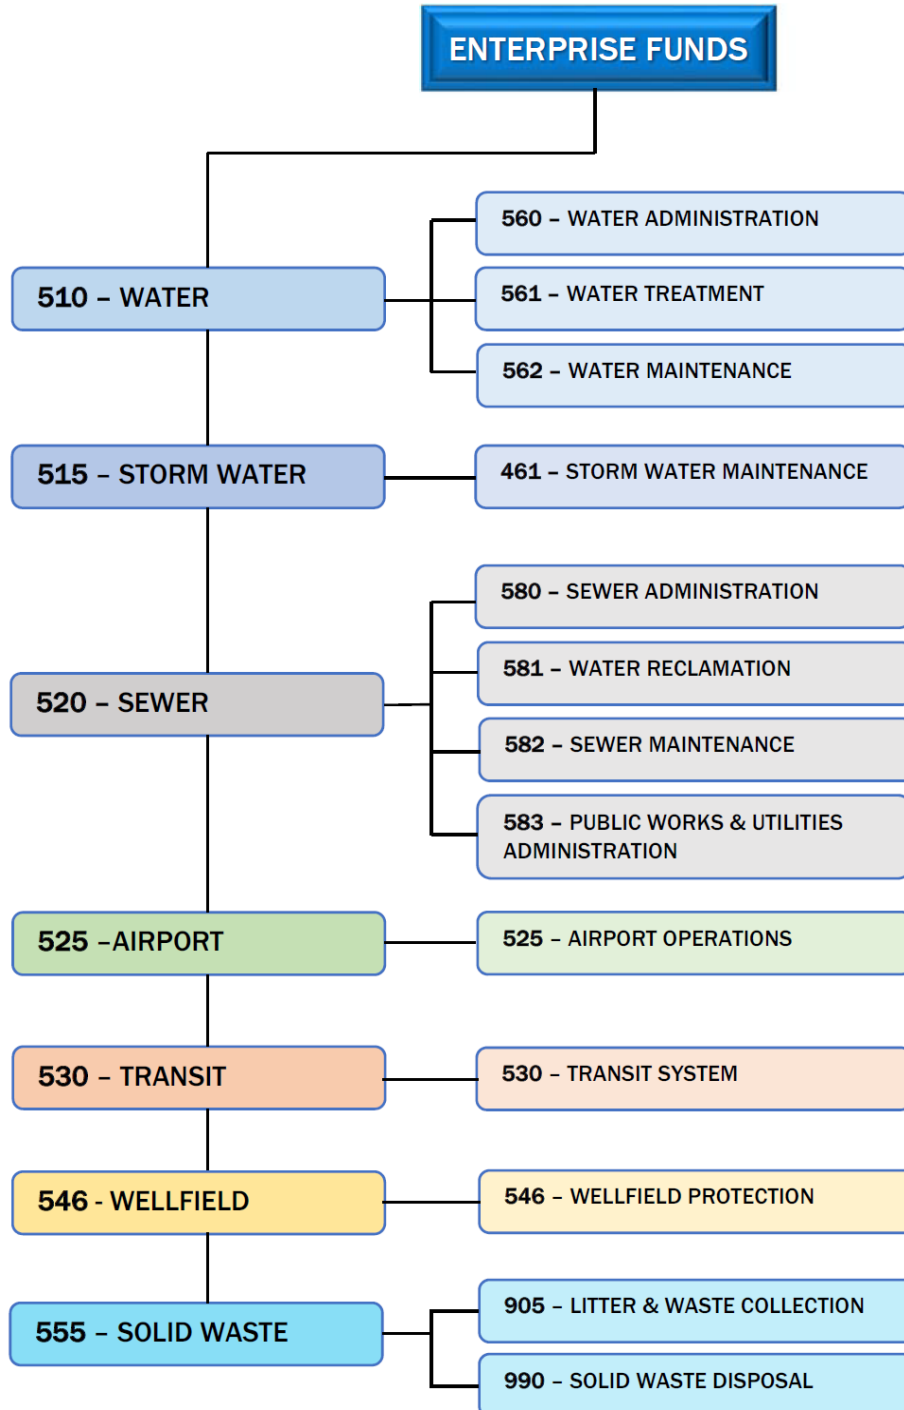 ENTERPRISE FUNDS
510 – WATER
560 – WATER ADMINISTRATION
561 – WATER TREATMENT
562 – WATER MAINTENANCE
515 – STORM WATER
461 – STORM WATER MAINTENANCE
520 – SEWER
580 – SEWER ADMINISTRATION
581 – WATER RECLAMATION
582 – SEWER MAINTENANCE
583 – PUBLIC WORKS & UTILITIES
ADMINISTRATION
525 –AIRPORT
525 – AIRPORT OPERATIONS
530 – TRANSIT
530 – TRANSIT SYSTEM
546 - WELLFIELD
546 – WELLFIELD PROTECTION
555 – SOLID WASTE
905 – LITTER & WASTE COLLECTION
990 – SOLID WASTE DISPOSAL